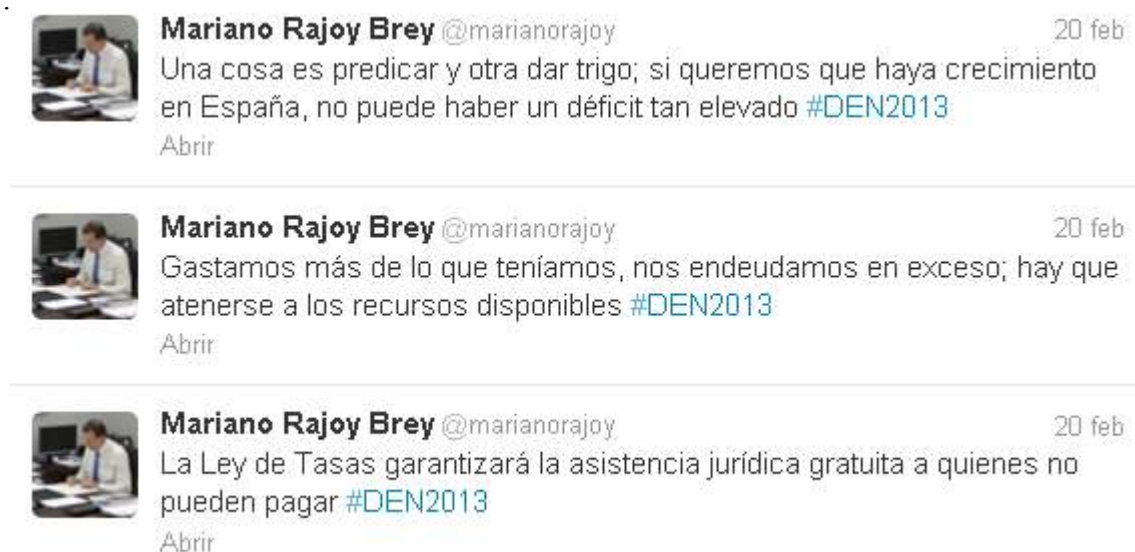 .
Mariano Rajoy Brey @marianorajoy 20 feb
Una cosa es predicar y otra dar trigo; si queremos que haya crecimiento
en España, no puede haber un déficit tan elevado #DEN2013
Abrir
Mariano Rajoy Brey @marianorajoy 20 feb
Gastamos más de lo que teníamos, nos endeudamos en exceso; hay que
atenerse a los recursos disponibles #DEN2013
Abrir
Mariano Rajoy Brey @marianorajoy 20 feb
La Ley de Tasas garantizará la asistencia jurídica gratuita a quienes no
pueden pagar #DEN2013
Abrir